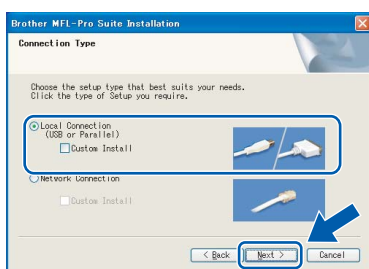 Brother MFL-Pro Suite Installation
Connection Type
Choose the setup type that best suits your needs.
Click the type of Setup you require.
Local Connection
(USB or Parallel)
Custom Install
Network Connection
Custom Install
< Back
Next >
Cancel